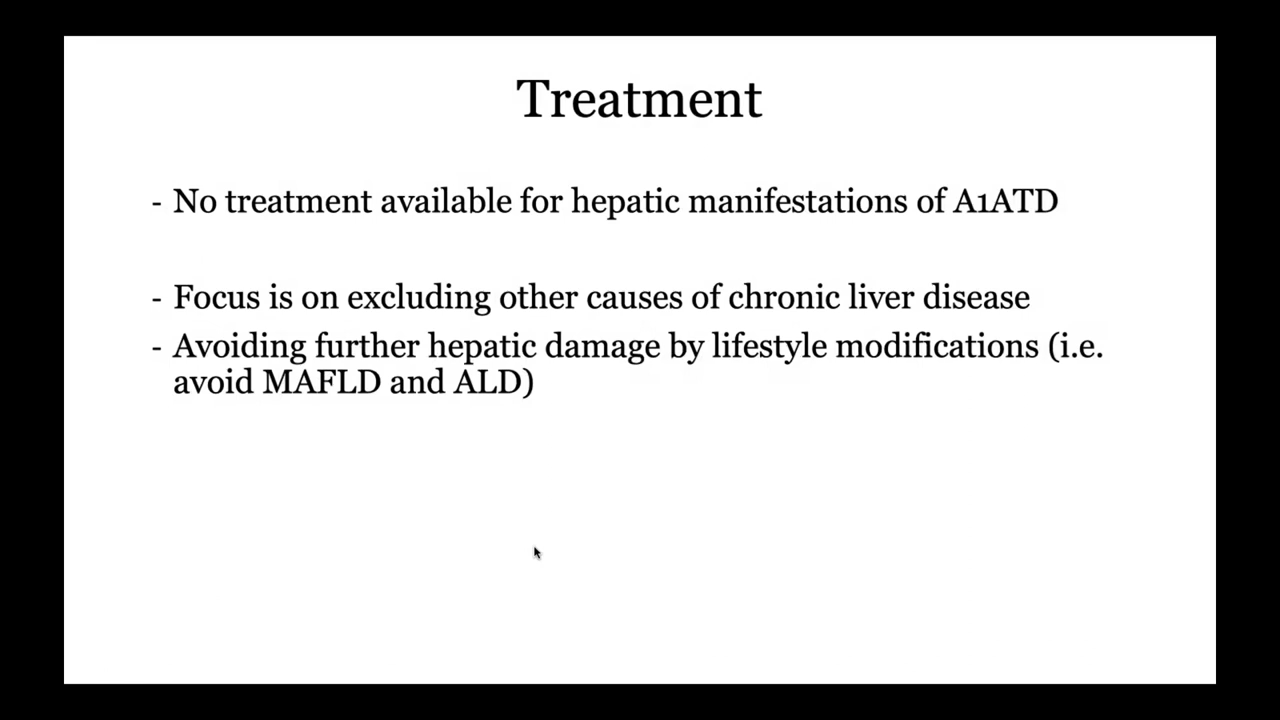 Treatment
- No treatment available for hepatic manifestations of A1ATD
- Focus is on excluding other causes of chronic liver disease
- Avoiding further hepatic damage by lifestyle modifications (i.e.
avoid MAFLD and ALD)